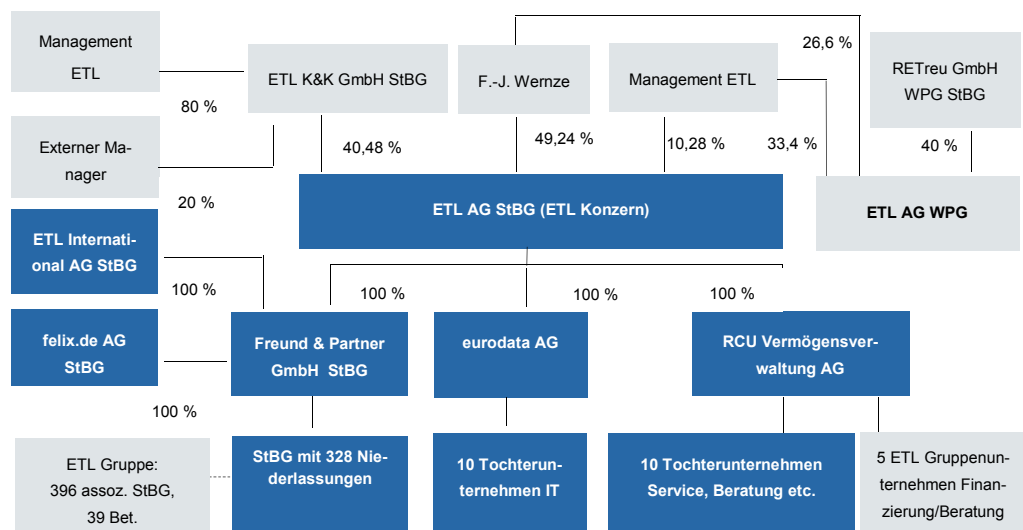 Management
ETL
ETL K&K GmbH StBG
F.-J. Wernze
Management ETL
26,6 %
RETreu GmbH
WPG StBG
80 %
Externer Ma-
nager
40,48 %
49,24 %
10,28 %
33,4 %
40 %
20 %
ETL AG StBG (ETL Konzern)
ETL AG WPG
ETL Internati-
onal AG StBG
100 %
100 %
100 %
100 %
felix.de AG
StBG
Freund & Partner
GmbH StBG
eurodata AG
RCU Vermögensver-
waltung AG
100 %
ETL Gruppe:
396 assoz. StBG,
39 Bet.
StBG mit 328 Nie-
derlassungen
10 Tochterun-
ternehmen IT
10 Tochterunternehmen
Service, Beratung etc.
5 ETL Gruppenun-
ternehmen Finan-
zierung/Beratung